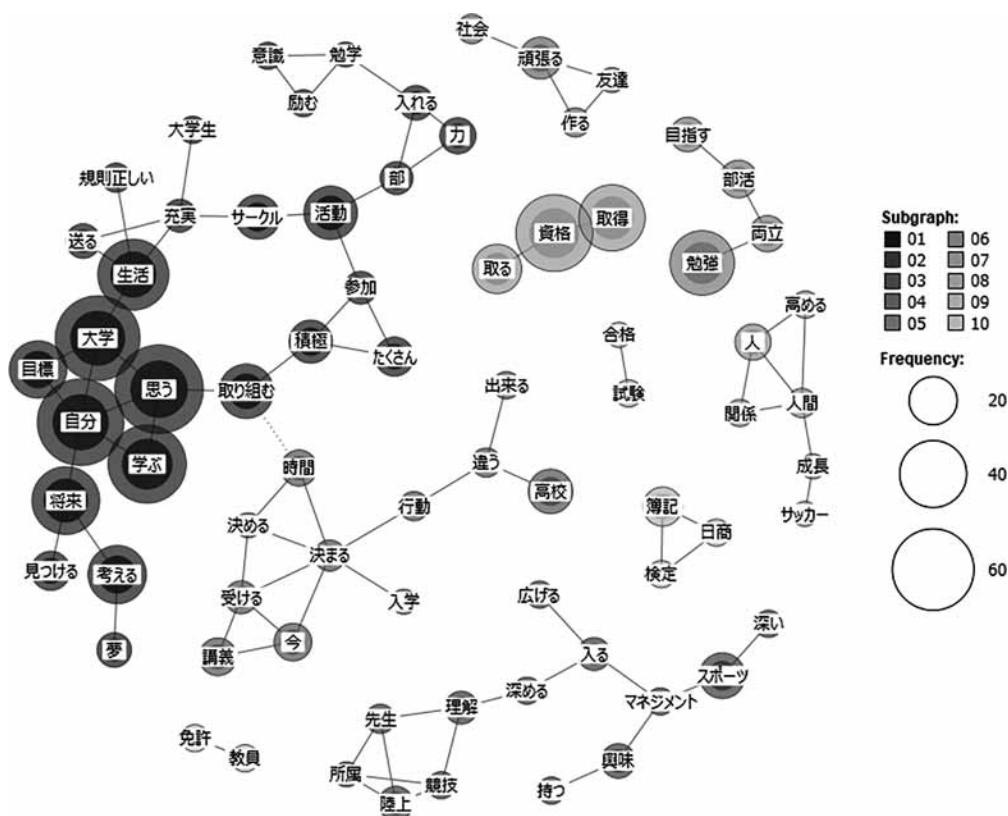 社会
頑張る
友達
作る
意識
勉学
励む
入れる
力
部
大学生
規則正しい
充実
サークル
活動
送る
生活
参加
積極
たくさん
大学
目標
思う
取り組む
自分
学ぶ
将来
見つける
考える
夢
目指す
部活
両立
勉強
取得
資格
取る
合格
試験
高める
人
関係
人間
成長
サッカー
出来る
違う
高校
行動
時間
決める
決まる
受ける
入学
今
講義
簿記
日商
検定
広げる
入る
深い
スポーツ
深める
マネジメント
理解
先生
興味
持つ
所属
競技
陸上
免許
教員
Subgraph:
01 06
02 07
03 08
04 09
05 10
Frequency:
20
40
60